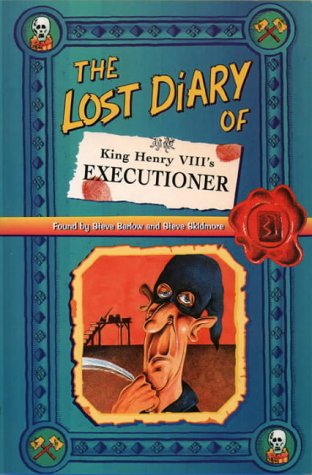 THE
LOST DiARY
OF
King Henry VIII's
EXECUTIONER
Found by Steve Barlow and Steve Skidmore